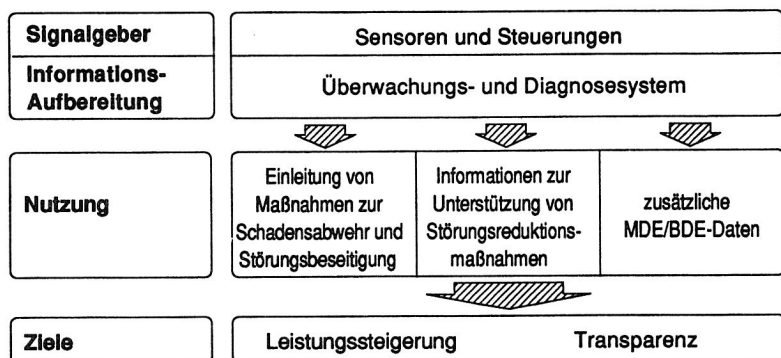 Signalgeber
Sensoren und Steuerungen
Informations-
Aufbereitung
Überwachungs- und Diagnosesystem
Nutzung
Einleitung von
Maßnahmen zur
Schadensabwehr und
Störungsbeseitigung
Informationen zur
Unterstützung von
Störungsreduktions-
maßnahmen
zusätzliche
MDE/BDE-Daten
Ziele
Leistungssteigerung
Transparenz